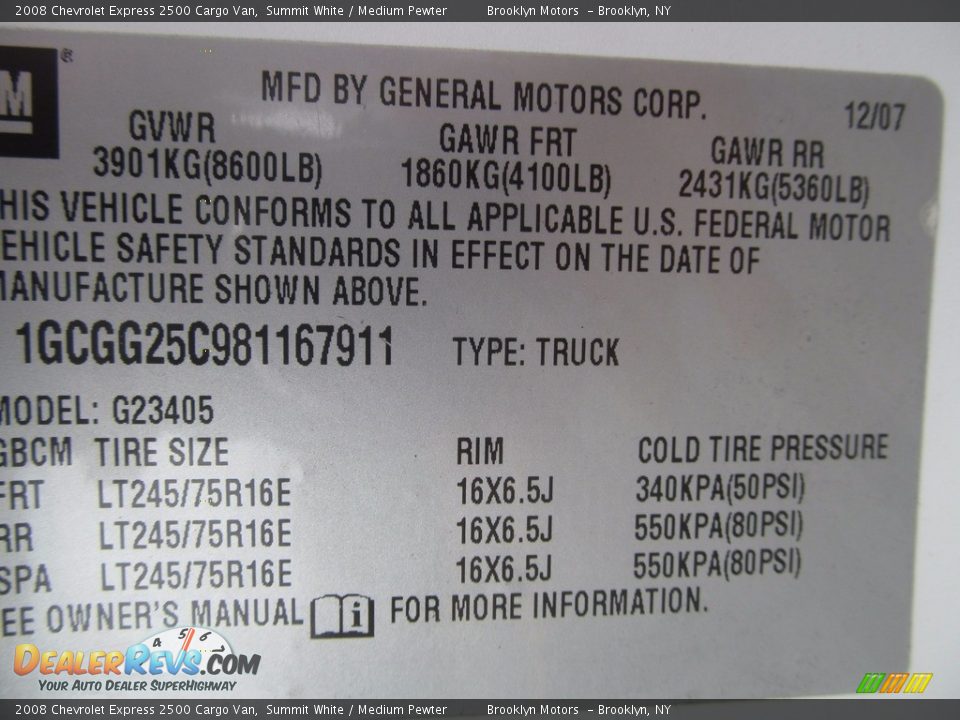 2008 Chevrolet Express 2500 Cargo Van,  Summit White / Medium Pewter        Brooklyn Motors  - Brooklyn, NY
M ®
MFD BY GENERAL MOTORS CORP.
12/07
GVWR GAWR FRT GAWR RR
3901KG(8600LB) 1860KG(4100LB) 2431KG(5360LB)
HIS VEHICLE CONFORMS TO ALL APPLICABLE U.S. FEDERAL MOTOR
EHICLE SAFETY STANDARDS IN EFFECT ON THE DATE OF
MANUFACTURE SHOWN ABOVE.
1GCGG25C981167911 TYPE: TRUCK
MODEL: G23405
GBCM TIRE SIZE RIM COLD TIRE PRESSURE
FRT LT245/75R16E 16X6.5J 340KPA(50PSI)
RR LT245/75R16E 16X6.5J 550KPA(80PSI)
SPA LT245/75R16E 16X6.5J 550KPA(80PSI)
EE OWNER'S MANUAL i FOR MORE INFORMATION.
4 5 6
DEALERREVS.COM
YOUR AUTO DEALER SUPERHIGHWAY
2008 Chevrolet Express 2500 Cargo Van,  Summit White / Medium Pewter        Brooklyn Motors  - Brooklyn, NY